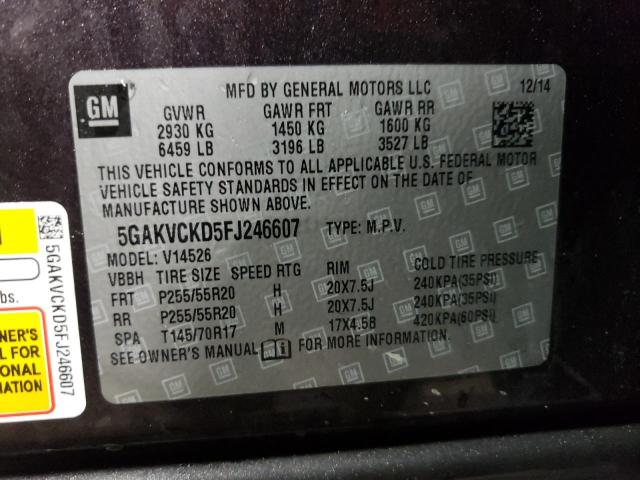 MFD BY GENERAL MOTORS LLC 12/14
GM
GVWR GAWR FRT GAWR RR
2930 KG 1450 KG 1600 KG
6459 LB 3196 LB 3527 LB
THIS VEHICLE CONFORMS TO ALL APPLICABLE U.S. FEDERAL MOTOR
VEHICLE SAFETY STANDARDS IN EFFECT ON THE DATE OF
MANUFACTURE SHOWN ABOVE.
5GAKVCKD5FJ246607 TYPE: M.P.V.
MODEL: V14526
VBBH TIRE SIZE SPEED RTG RIM COLD TIRE PRESSURE
FRT P255/55R20 H 20X7.5J 240KPA(35PSI)
RR P255/55R20 H 20X7.5J 240KPA(35PSI)
SPA T145/70R17 M 17X4.5B 420KPA(60PSI)
SEE OWNER'S MANUAL FOR MORE INFORMATION.
5GAKVCKD5FJ246607
lbs.
WNER'S
L FOR
IONAL
MATION